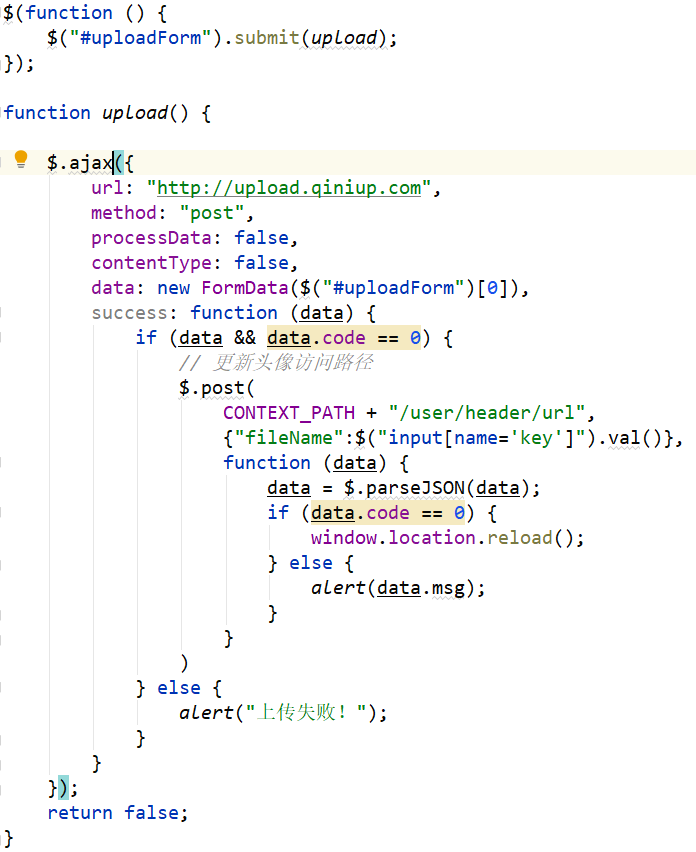 $(function () {
    $("#uploadForm").submit(upload);
});

function upload() {

    $.ajax({
        url: "http://upload.qiniup.com",
        method: "post",
        processData: false,
        contentType: false,
        data: new FormData($("#uploadForm")[0]),
        success: function (data) {
            if (data && data.code == 0) {
                // 更新头像访问路径
                $.post(
                    CONTEXT_PATH + "/user/header/url",
                    {"fileName":$("input[name='key']").val()},
                    function (data) {
                        data = $.parseJSON(data);
                        if (data.code == 0) {
                            window.location.reload();
                        } else {
                            alert(data.msg);
                        }
                    }
                )
            } else {
                alert("上传失败！");
            }
        }
    });
    return false;
}